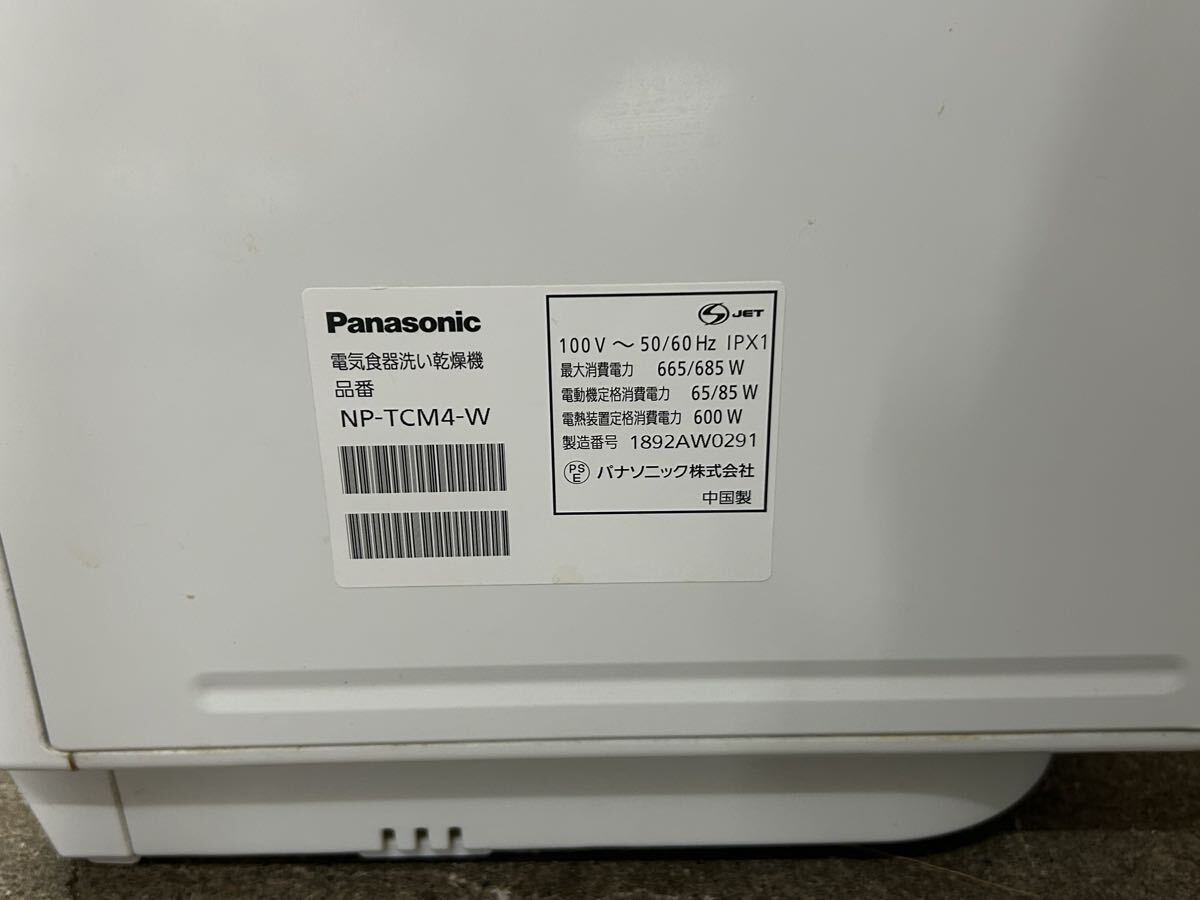 Panasonic
電気食器洗い乾燥機
品番
NP-TCM4-W
JET
100V ～ 50/60Hz IPX1
最大消費電力 665/685W
電動機定格消費電力 65/85W
電熱装置定格消費電力 600W
製造番号 1892AW0291
PSE パナソニック株式会社
中国製